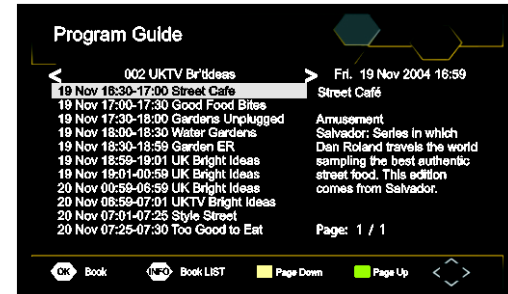 Program Guide
< 002 UKTV Br'tIdeas >
Fri. 19 Nov 2004 16:59
19 Nov 16:30-17:00 Street Cafe
19 Nov 17:00-17:30 Good Food Bites
19 Nov 17:30-18:00 Gardens Unplugged
19 Nov 18:00-18:30 Water Gardens
19 Nov 18:30-18:59 Garden ER
19 Nov 18:59-19:01 UK Bright Ideas
19 Nov 19:01-00:59 UK Bright Ideas
20 Nov 00:59-06:59 UK Bright Ideas
20 Nov 06:59-07:01 UKTV Bright Ideas
20 Nov 07:01-07:25 Style Street
20 Nov 07:25-07:30 Too Good to Eat
Street Café
Amusement
Salvador: Series in which
Dan Roland travels the world
sampling the best authentic
street food. This edition
comes from Salvador.
Page: 1 / 1
OK Book INFO Book LIST Page Down Page Up